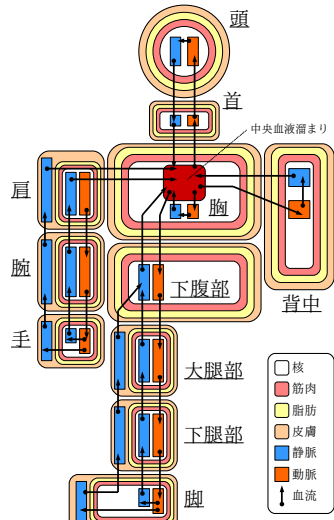 頭
首
中央血液溜まり
肩
胸
腕
下腹部
背中
手
大腿部
下腿部
脚
核
筋肉
脂肪
皮膚
静脈
動脈
血流